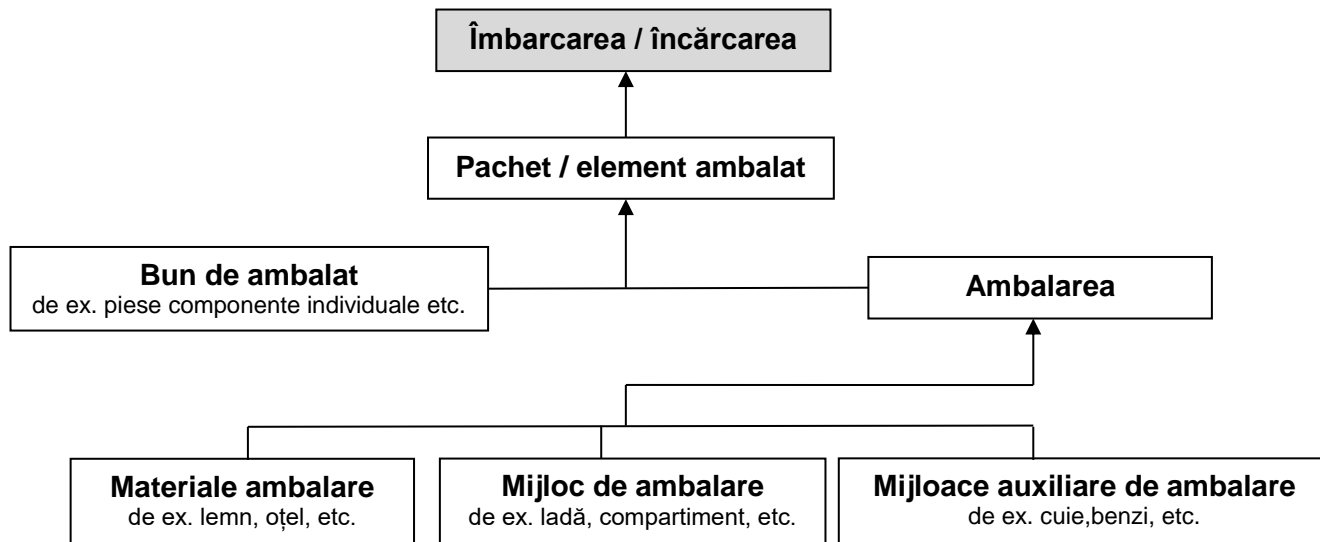 Îmbarcarea / încărcarea
Pachet / element ambalat
Bun de ambalat
de ex. piese componente individuale etc.
Ambalarea
Materiale ambalare
de ex. lemn, oțel, etc.
Mijloc de ambalare
de ex. ladă, compartiment, etc.
Mijloace auxiliare de ambalare
de ex. cuie,benzi, etc.